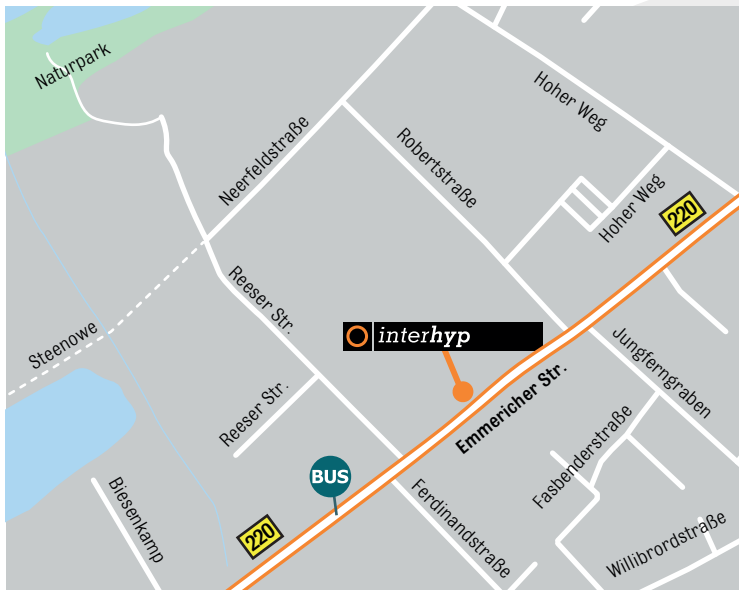 Naturpark
Hoher Weg
Neerfeldstraße
Robertstraße
Hoher Weg
220
Reeser Str.
interhyp
Steenowe
Jungferngraben
Emmericher Str.
Reeser Str.
Fasbenderstraße
BUS
Biesenkamp
Ferdinandstraße
220
Willibrordstraße